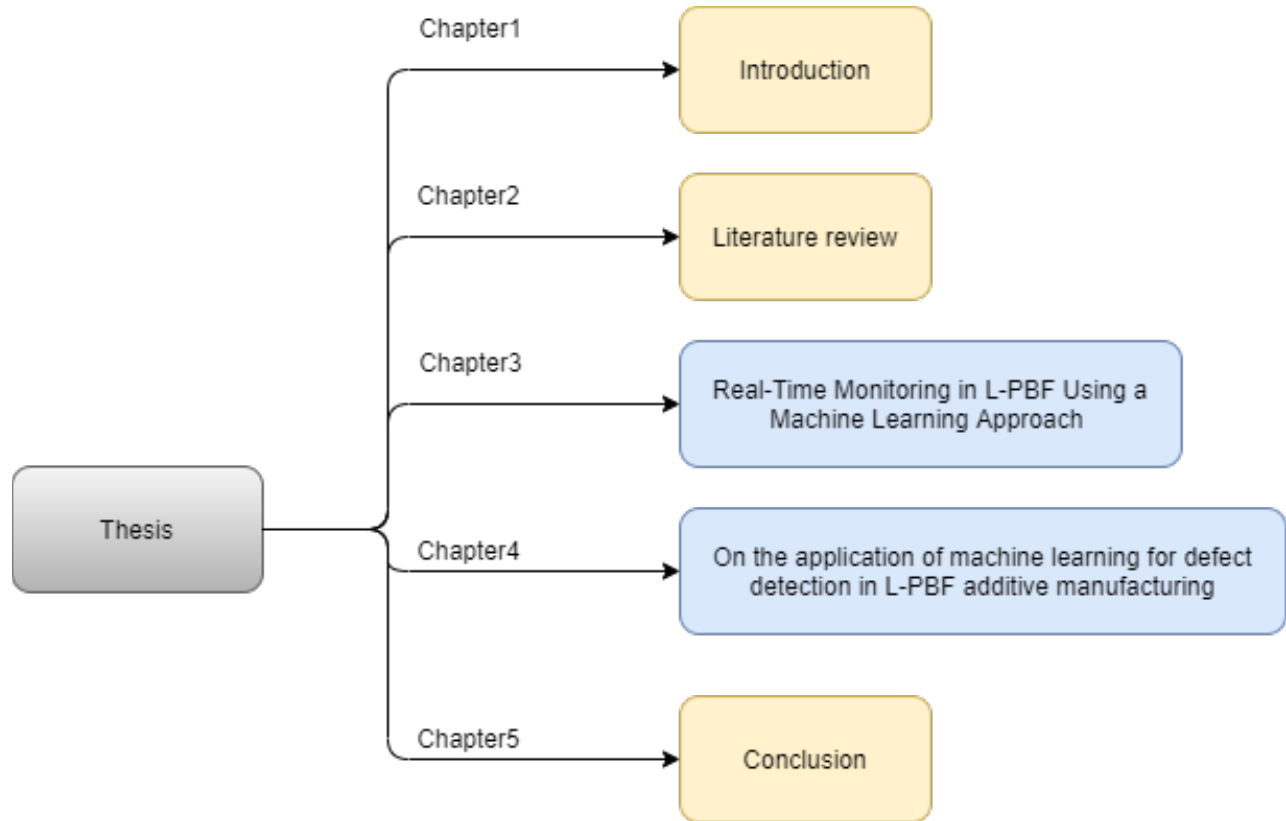 Chapter1
Introduction
Chapter2
Literature review
Chapter3
Real-Time Monitoring in L-PBF Using a
Machine Learning Approach
Thesis
Chapter4
On the application of machine learning for defect
detection in L-PBF additive manufacturing
Chapter5
Conclusion